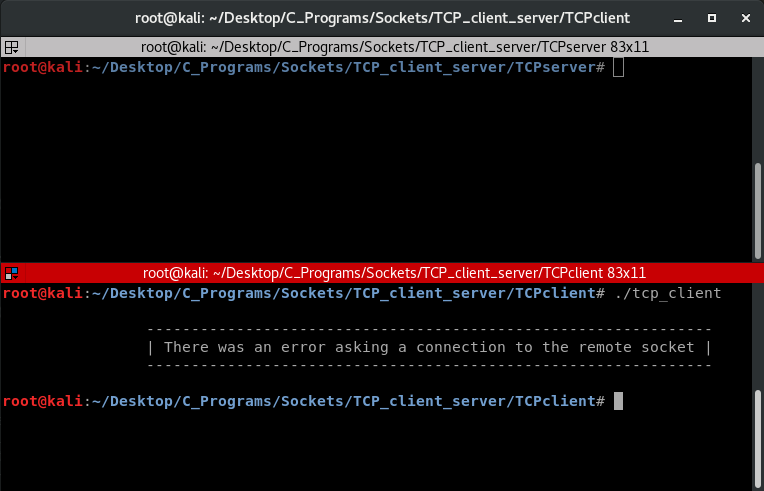 root@kali: ~/Desktop/C_Programs/Sockets/TCP_client_server/TCPclient
root@kali: ~/Desktop/C_Programs/Sockets/TCP_client_server/TCPserver 83x11
root@kali:~/Desktop/C_Programs/Sockets/TCP_client_server/TCPserver#
root@kali: ~/Desktop/C_Programs/Sockets/TCP_client_server/TCPclient 83x11
root@kali:~/Desktop/C_Programs/Sockets/TCP_client_server/TCPclient# ./tcp_client
---------------------------------------------------------------
| There was an error asking a connection to the remote socket |
---------------------------------------------------------------
root@kali:~/Desktop/C_Programs/Sockets/TCP_client_server/TCPclient#